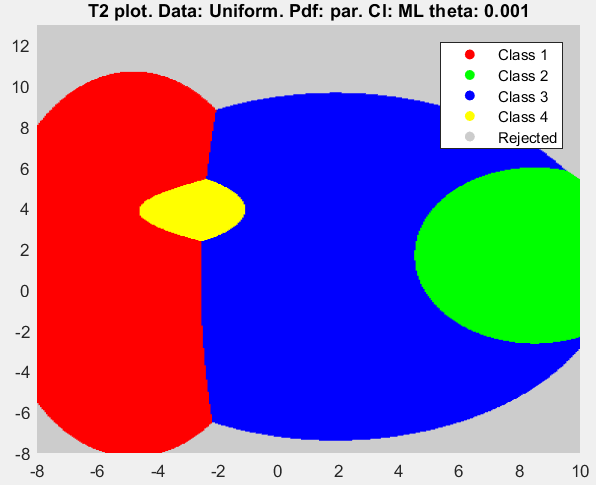 T2 plot. Data: Uniform. Pdf: par. Cl: ML theta: 0.001
12
10
8
6
4
2
0
-2
-4
-6
-8
-8 -6 -4 -2 0 2 4 6 8 10
Class 1
Class 2
Class 3
Class 4
Rejected